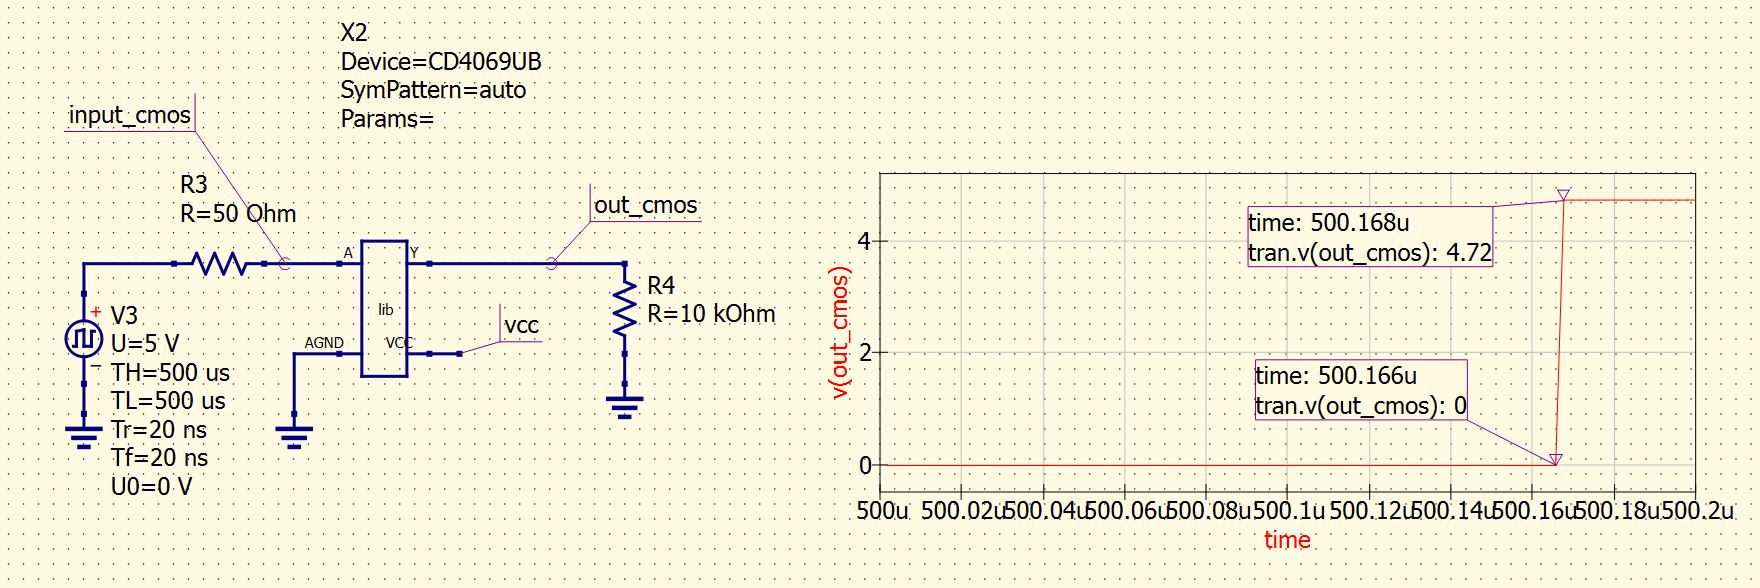 X2
Device=CD4069UB
SymPattern=auto
Params=
input_cmos
R3
R=50 Ohm
out_cmos
A
Y
lib
AGND
VCC
vcc
R4
R=10 kOhm
+
V3
U=5 V
TH=500 us
TL=500 us
Tr=20 ns
Tf=20 ns
U0=0 V
time: 500.168u
tran.v(out_cmos): 4.72
time: 500.166u
tran.v(out_cmos): 0
v(out_cmos)
4
2
0
500u 500.02u 500.04u 500.06u 500.08u 500.1u 500.12u 500.14u 500.16u 500.18u 500.2u
time